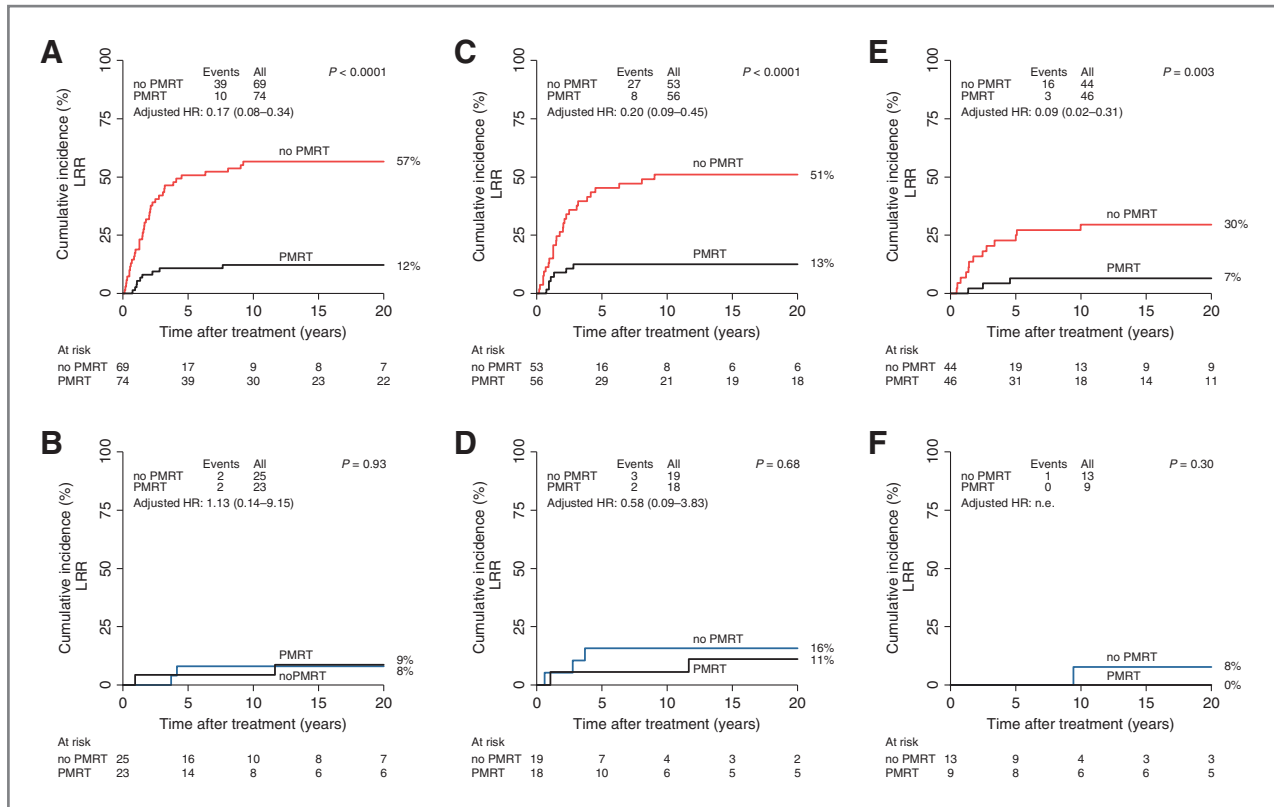 A
Cumulative incidence (%)
LRR
100
75
50
25
0
Events All
no PMRT 39 69
PMRT 10 74
Adjusted HR: 0.17 (0.08–0.34)
P < 0.0001
no PMRT
57%
PMRT
12%
0 5 10 15 20
Time after treatment (years)
At risk
no PMRT 69 17 9 8 7
PMRT 74 39 30 23 22
C
Cumulative incidence (%)
LRR
100
75
50
25
0
Events All
no PMRT 27 53
PMRT 8 56
Adjusted HR: 0.20 (0.09–0.45)
P < 0.0001
no PMRT
51%
PMRT
13%
0 5 10 15 20
Time after treatment (years)
At risk
no PMRT 53 16 8 6 6
PMRT 56 29 21 19 18
E
Cumulative incidence (%)
LRR
100
75
50
25
0
Events All
no PMRT 16 44
PMRT 3 46
Adjusted HR: 0.09 (0.02–0.31)
P = 0.003
no PMRT
30%
PMRT
7%
0 5 10 15 20
Time after treatment (years)
At risk
no PMRT 44 19 13 9 9
PMRT 46 31 18 14 11
B
Cumulative incidence (%)
LRR
100
75
50
25
0
Events All
no PMRT 2 25
PMRT 2 23
Adjusted HR: 1.13 (0.14–9.15)
P = 0.93
PMRT
9%
noPMRT
8%
0 5 10 15 20
Time after treatment (years)
At risk
no PMRT 25 16 10 8 7
PMRT 23 14 8 6 6
D
Cumulative incidence (%)
LRR
100
75
50
25
0
Events All
no PMRT 3 19
PMRT 2 18
Adjusted HR: 0.58 (0.09–3.83)
P = 0.68
no PMRT
16%
PMRT
11%
0 5 10 15 20
Time after treatment (years)
At risk
no PMRT 19 7 4 3 2
PMRT 18 10 6 5 5
F
Cumulative incidence (%)
LRR
100
75
50
25
0
Events All
no PMRT 1 13
PMRT 0 9
Adjusted HR: n.e.
P = 0.30
no PMRT
8%
PMRT
0%
0 5 10 15 20
Time after treatment (years)
At risk
no PMRT 13 9 4 3 3
PMRT 9 8 6 6 5